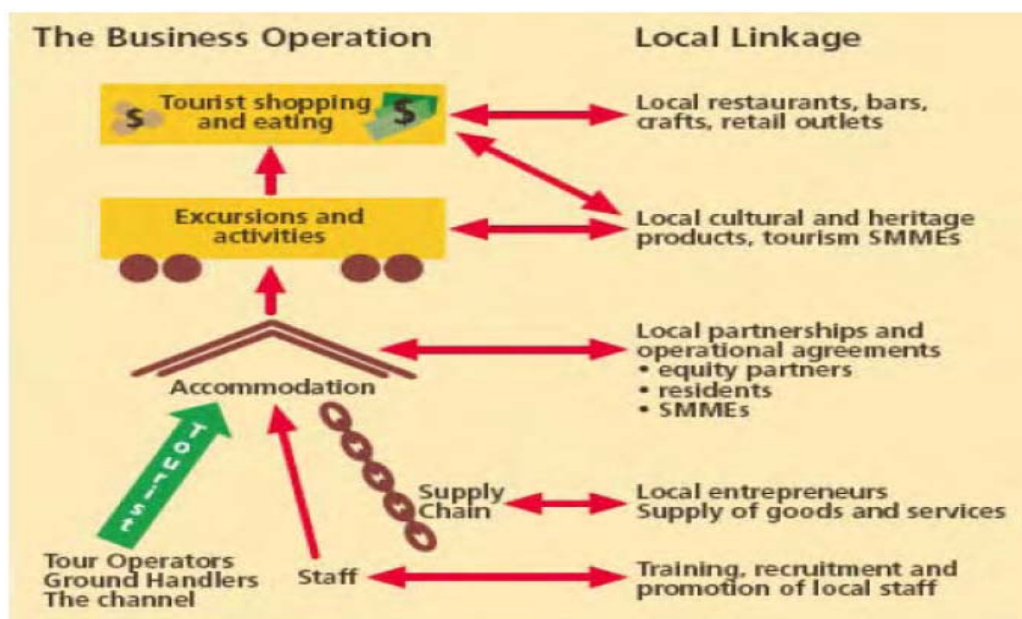 The Business Operation
Local Linkage
$
Tourist shopping
and eating
$
Local restaurants, bars,
crafts, retail outlets
Excursions and
activities
Local cultural and heritage
products, tourism SMMEs
Accommodation
Local partnerships and
operational agreements
• equity partners
• residents
• SMMEs
Tourist
Supply
Chain
Local entrepreneurs
Supply of goods and services
Tour Operators
Ground Handlers
The channel
Staff
Training, recruitment and
promotion of local staff